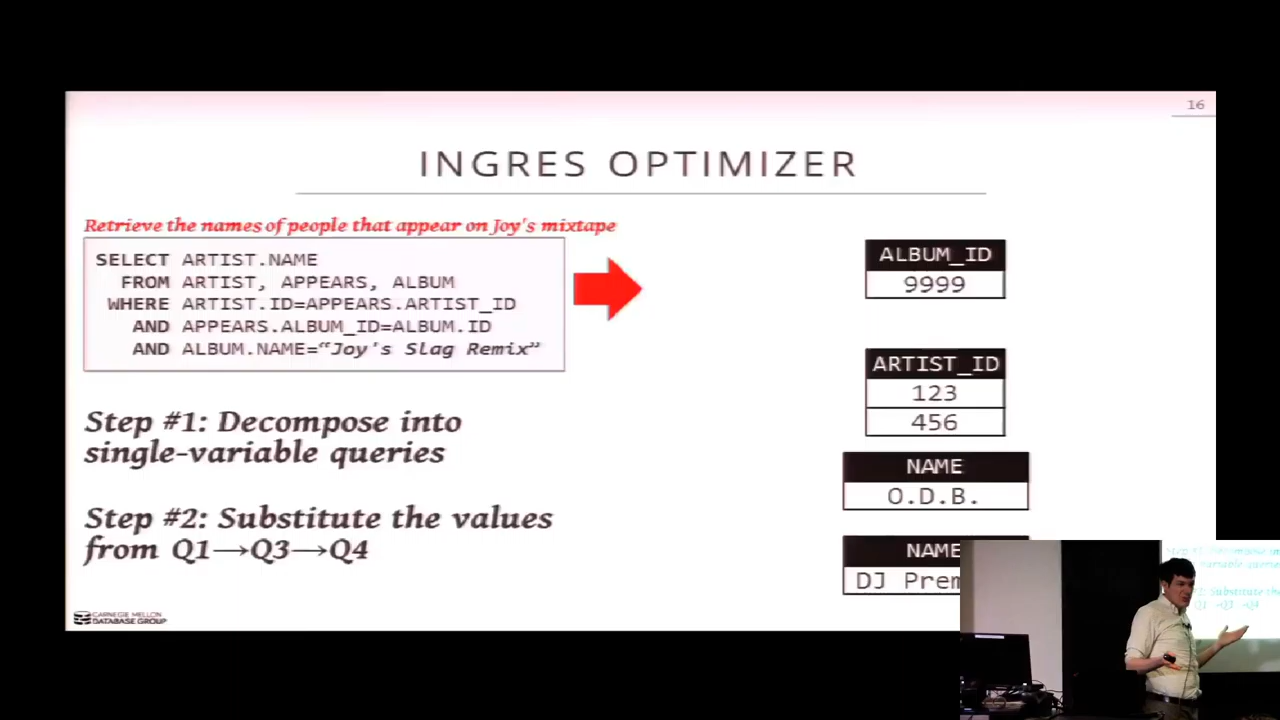 16
INGRES OPTIMIZER
Retrieve the names of people that appear on Joy's mixtape
SELECT ARTIST.NAME
FROM ARTIST, APPEARS, ALBUM
WHERE ARTIST.ID=APPEARS.ARTIST_ID
AND APPEARS.ALBUM_ID=ALBUM.ID
AND ALBUM.NAME=“Joy's Slag Remix”
Step #1: Decompose into
single-variable queries
Step #2: Substitute the values
from Q1→Q3→Q4
ALBUM_ID
9999
ARTIST_ID
123
456
NAME
O.D.B.
NAME
DJ
CARNEGIE MELLON
DATABASE GROUP
Substitute the